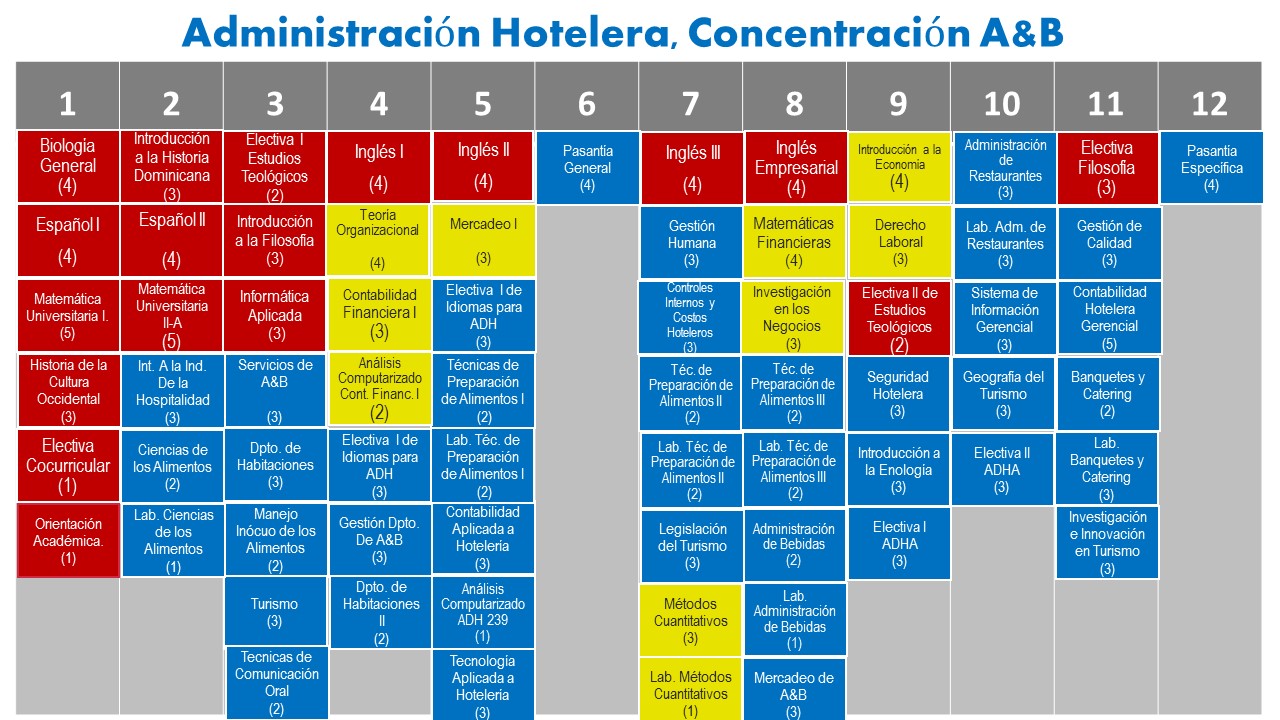 Administración Hotelera, Concentración A&B
1 2 3 4 5 6 7 8 9 10 11 12
Biología
General
(4)
Introducción
a la Historia
Dominicana
(3)
Electiva I
Estudios
Teológicos
(2)
Inglés I
(4)
Inglés II
(4)
Pasantia
General
(4)
Inglés III
(4)
Inglés
Empresarial
(4)
Introducción a la
Economía
(4)
Administración
de
Restaurantes
(3)
Electiva
Filosofia
(3)
Pasantia
Específica
(4)
Español I
(4)
Español II
(4)
Introducción
a la Filosofía
(3)
Teoría
Organizacional
(4)
Mercadeo I
(3)
Gestión
Humana
(3)
Matemáticas
Financieras
(4)
Derecho
Laboral
(3)
Lab. Adm. de
Restaurantes
(3)
Gestión de
Calidad
(3)
Matemática
Universitaria I.
(5)
Matemática
Universitaria
II-A
(5)
Informática
Aplicada
(3)
Contabilidad
Financiera I
(3)
Electiva I de
Idiomas para
ADH
(3)
Controles
Internos y
Costos
Hoteleros
(3)
Investigación
en los
Negocios
(3)
Electiva II de
Estudios
Teológicos
(2)
Sistema de
Información
Gerencial
(3)
Contabilidad
Hotelera
Gerencial
(5)
Historia de la
Cultura
Occidental
(3)
Int. A la Ind.
De la
Hospitalidad
(3)
Servicios de
A&B
(3)
Análisis
Computarizado
Cont. Financ. I
(2)
Técnicas de
Preparación
de Alimentos I
(2)
Téc. de
Preparación de
Alimentos II
(2)
Téc. de
Preparación de
Alimentos III
(2)
Seguridad
Hotelera
(3)
Geografía del
Turismo
(3)
Banquetes y
Catering
(2)
Electiva
Cocurricular
(1)
Ciencias de
los Alimentos
(2)
Dpto. de
Habitaciones
(3)
Electiva I de
Idiomas para
ADH
(3)
Lab. Téc. de
Preparación
de Alimentos I
(2)
Lab. Téc. de
Preparación de
Alimentos II
(2)
Lab. Téc. de
Preparación de
Alimentos III
(2)
Introducción a
la Enología
(3)
Electiva II
ADHA
(3)
Lab.
Banquetes y
Catering
(3)
Orientación
Académica.
(1)
Lab. Ciencias
de los
Alimentos
(1)
Manejo
Inócuo de los
Alimentos
(2)
Gestión Dpto.
De A&B
(3)
Contabilidad
Aplicada a
Hotelería
(3)
Legislación
del Turismo
(3)
Administración
de Bebidas
(2)
Electiva I
ADHA
(3)
Investigación
e Innovación
en Turismo
(3)
Turismo
(3)
Dpto. de
Habitaciones
II
(2)
Análisis
Computarizado
ADH 239
(1)
Métodos
Cuantitativos
(3)
Lab.
Administración
de Bebidas
(1)
Tecnicas de
Comunicación
Oral
(2)
Tecnología
Aplicada a
Hotelería
(3)
Lab. Métodos
Cuantitativos
(1)
Mercadeo de
A&B
(3)